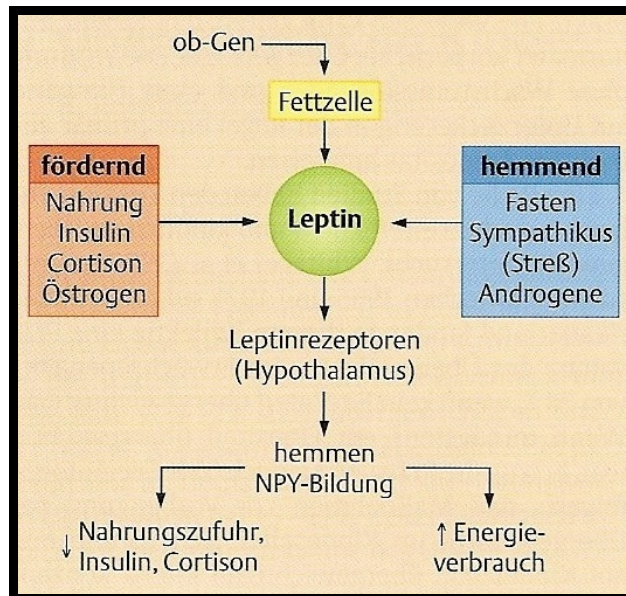 ob-Gen
Fettzelle
fördernd
Nahrung
Insulin
Cortison
Östrogen
Leptin
hemmend
Fasten
Sympathikus
(Streß)
Androgene
Leptinrezeptoren
(Hypothalamus)
hemmen
NPY-Bildung
↓ Nahrungszufuhr,
Insulin, Cortison
↑ Energie-
verbrauch